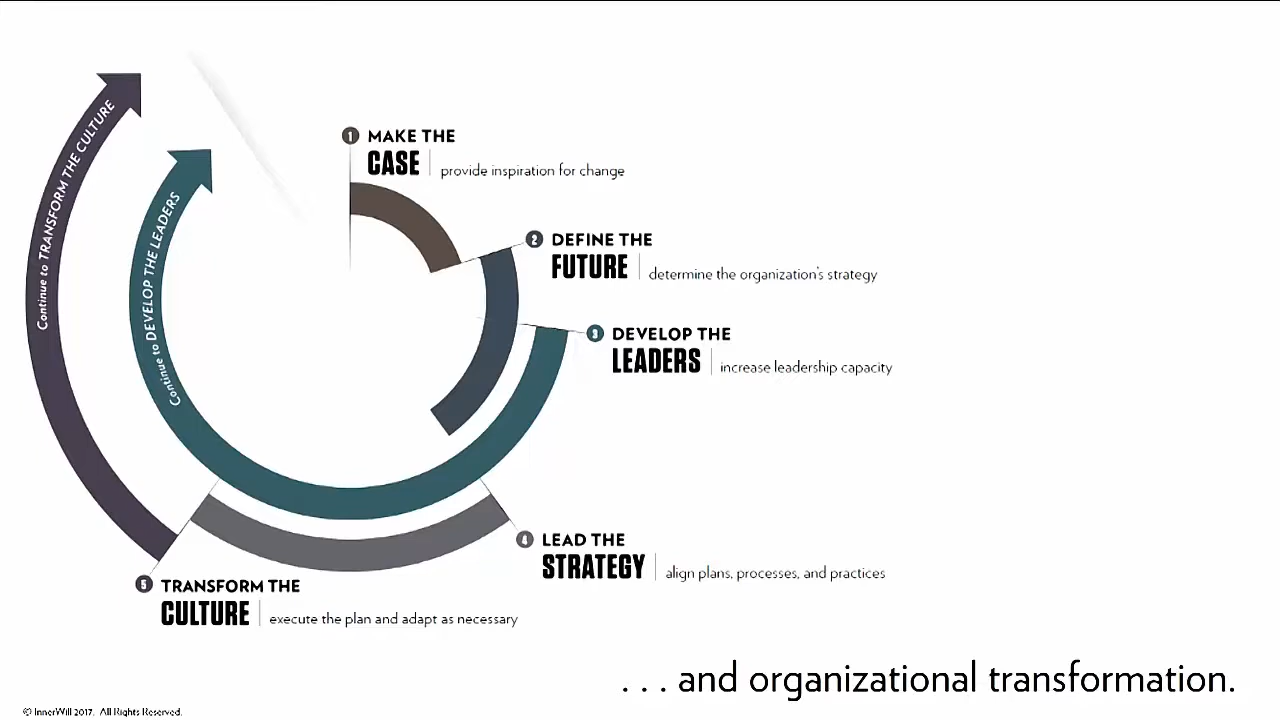 Continue to TRANSFORM THE CULTURE
Continue to DEVELOP THE LEADERS
1 MAKE THE
CASE | provide inspiration for change
2 DEFINE THE
FUTURE | determine the organization's strategy
3 DEVELOP THE
LEADERS | increase leadership capacity
4 LEAD THE
STRATEGY | align plans, processes, and practices
5 TRANSFORM THE
CULTURE | execute the plan and adapt as necessary
. . . and organizational transformation.
© InnerWill 2017. All Rights Reserved.